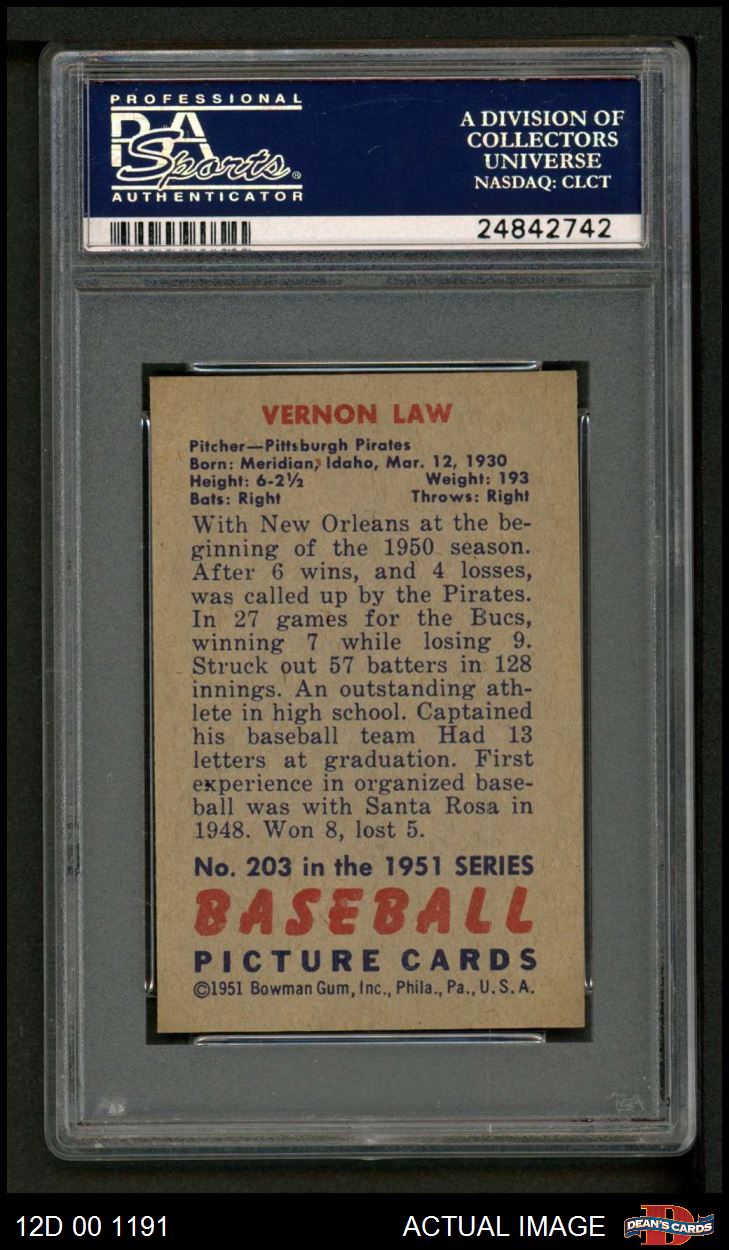 PROFESSIONAL
PSA
Sports®
AUTHENTICATOR
A DIVISION OF
COLLECTORS
UNIVERSE
NASDAQ: CLCT
24842742
VERNON LAW
Pitcher—Pittsburgh Pirates
Born: Meridian, Idaho, Mar. 12, 1930
Height: 6-2½ Weight: 193
Bats: Right Throws: Right
With New Orleans at the be-
ginning of the 1950 season.
After 6 wins, and 4 losses,
was called up by the Pirates.
In 27 games for the Bucs,
winning 7 while losing 9.
Struck out 57 batters in 128
innings. An outstanding ath-
lete in high school. Captained
his baseball team Had 13
letters at graduation. First
experience in organized base-
ball was with Santa Rosa in
1948. Won 8, lost 5.
No. 203 in the 1951 SERIES
BASEBALL
PICTURE CARDS
©1951 Bowman Gum, Inc., Phila., Pa., U.S.A.
12D 00 1191
ACTUAL IMAGE
DEAN'S CARDS